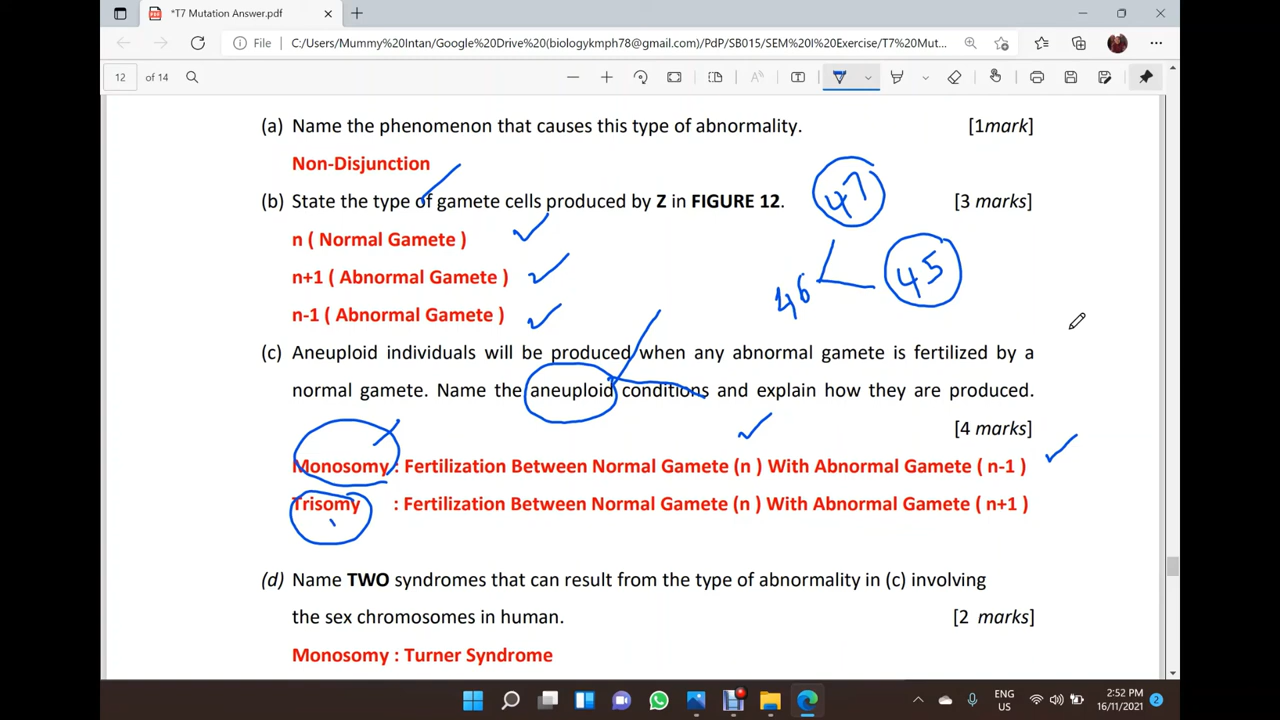 *T7 Mutation Answer.pdf
File
C:/Users/Mummy%20Intan/Google%20Drive%20(biologykmph78@gmail.com)/PdP/SB015/SEM%20I%20Exercise/T7%20Mut...
12 of 14
(a) Name the phenomenon that causes this type of abnormality. [1mark]
Non-Disjunction
47
(b) State the type of gamete cells produced by Z in FIGURE 12. [3 marks]
n ( Normal Gamete )
n+1 ( Abnormal Gamete )
45
46
n-1 ( Abnormal Gamete )
(c) Aneuploid individuals will be produced when any abnormal gamete is fertilized by a
normal gamete. Name the aneuploid conditions and explain how they are produced.
[4 marks]
Monosomy : Fertilization Between Normal Gamete (n ) With Abnormal Gamete ( n-1 )
Trisomy : Fertilization Between Normal Gamete (n ) With Abnormal Gamete ( n+1 )
(d) Name TWO syndromes that can result from the type of abnormality in (c) involving
the sex chromosomes in human. [2 marks]
Monosomy : Turner Syndrome
ENG
US
2:52 PM
16/11/2021
2